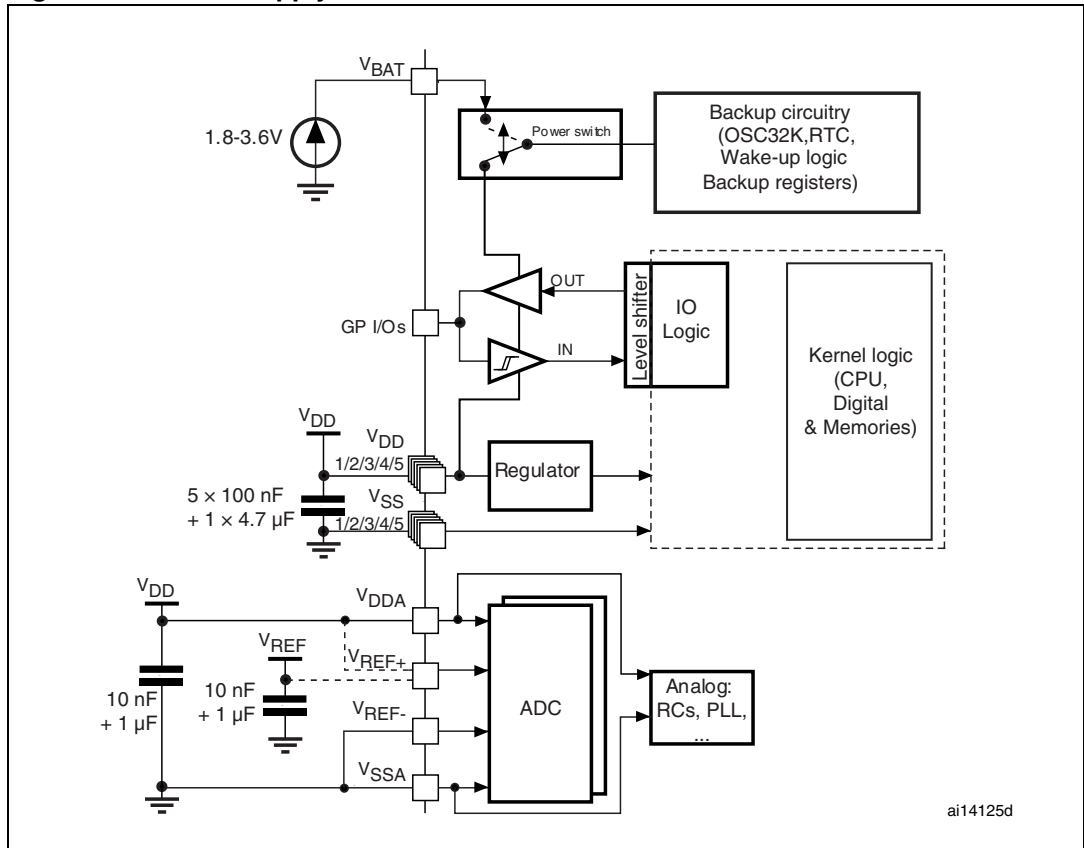 VBAT
1.8-3.6V
Power switch
Backup circuitry
(OSC32K,RTC,
Wake-up logic
Backup registers)
GP I/Os
OUT
IN
Level shifter
IO
Logic
Kernel logic
(CPU,
Digital
& Memories)
VDD
5 × 100 nF
+ 1 × 4.7 µF
VDD
1/2/3/4/5
VSS
1/2/3/4/5
Regulator
VDD
10 nF
+ 1 µF
VREF
10 nF
+ 1 µF
VDDA
VREF+
VREF-
VSSA
ADC
Analog:
RCs, PLL,
...
ai14125d